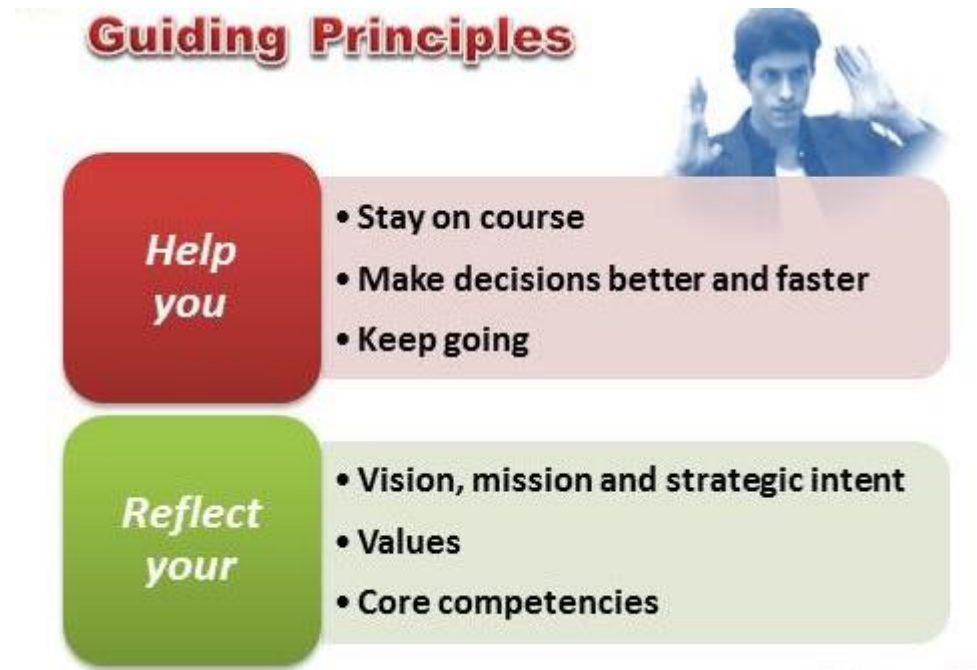 Guiding Principles
Help
you
• Stay on course
• Make decisions better and faster
• Keep going
Reflect
your
• Vision, mission and strategic intent
• Values
• Core competencies